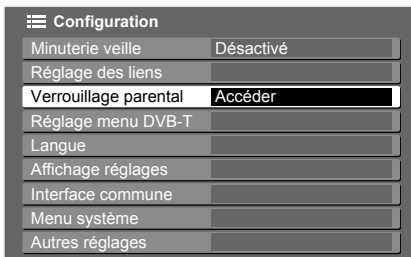 Configuration
Minuterie veille Désactivé
Réglage des liens
Verrouillage parental Accéder
Réglage menu DVB-T
Langue
Affichage réglages
Interface commune
Menu système
Autres réglages